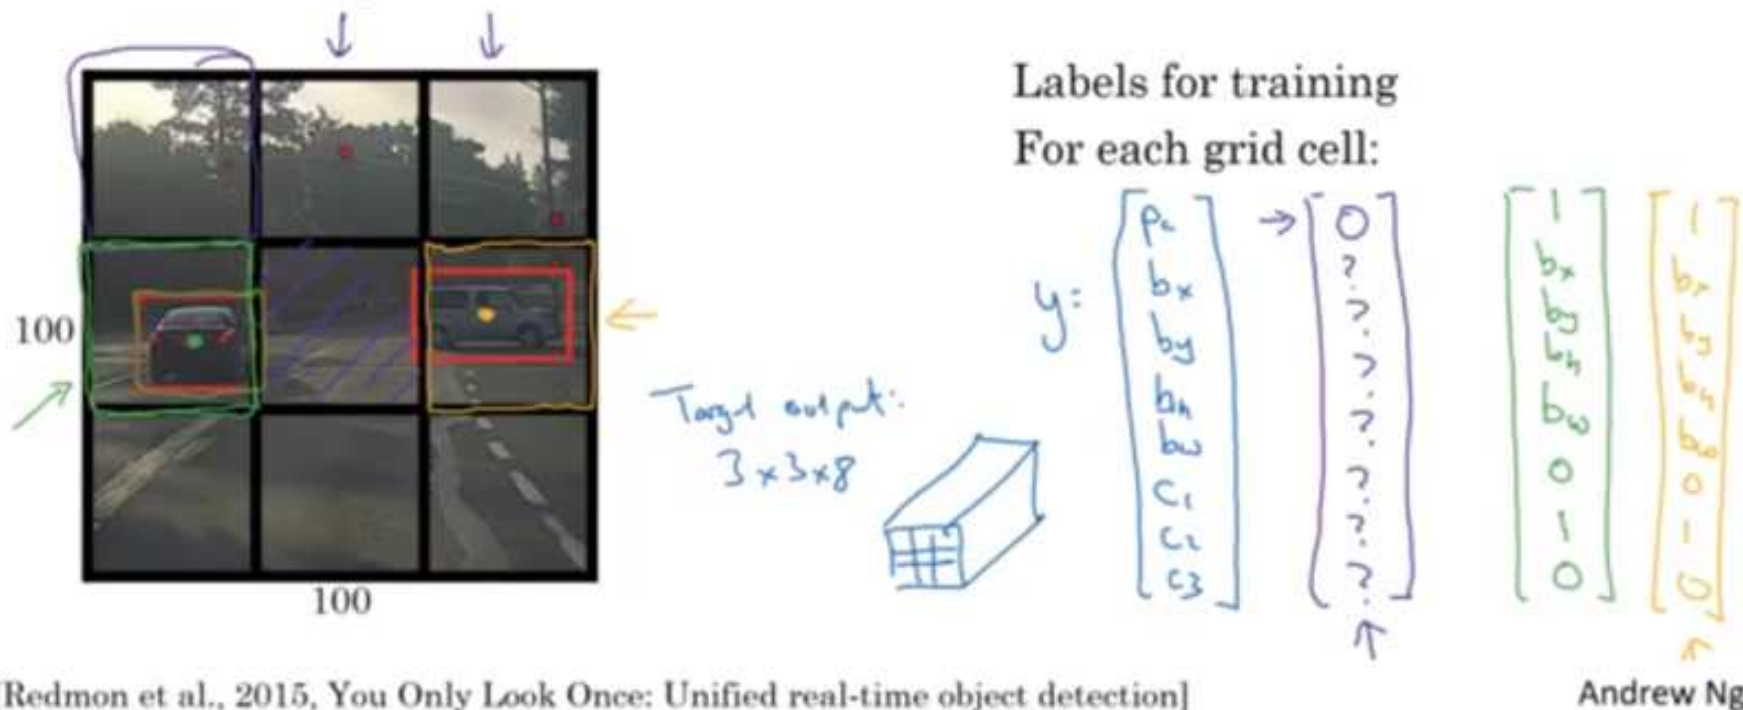 Labels for training
For each grid cell:
100
100
Target output:
3×3×8
y:
Pc
bx
by
bh
bw
C1
C2
C3
0
?
?
?
?
?
?
?
1
bx
by
bh
bw
0
1
0
1
bx
by
bh
bw
0
1
0
[Redmon et al., 2015, You Only Look Once: Unified real-time object detection]
Andrew Ng